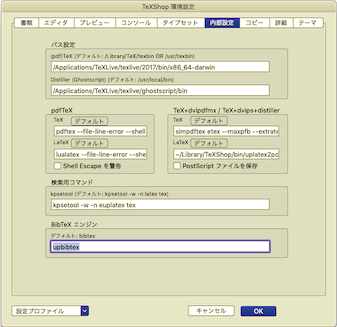 TeXShop 環境設定
書類 エディタ プレビュー コンソール タイプセット 内部設定 コピー 詳細 テーマ
パス設定
(pdf)TeX (デフォルト: /Library/TeX/texbin OR /usr/texbin)
/Applications/TeXLive/texlive/2017/bin/x86_64-darwin
Distiller (Ghostscript) (デフォルト: /usr/local/bin)
/Applications/TeXLive/texlive/ghostscript/bin
pdfTeX
TeX デフォルト
pdftex --file-line-error --shell
LaTeX デフォルト
lualatex --file-line-error --she
Shell Escape を警告
TeX+dvipdfmx / TeX+dvips+distiller
TeX デフォルト
simpdftex etex --maxpfb --extrate
LaTeX デフォルト
~/Library/TeXShop/bin/uplatex2pd
PostScript ファイルを保存
検索用コマンド
kpsetool (デフォルト: kpsetool -w -n latex tex)
kpsetool -w -n euplatex tex
BibTeX エンジン
デフォルト: bibtex
upbibtex
設定プロファイル
キャンセル
OK